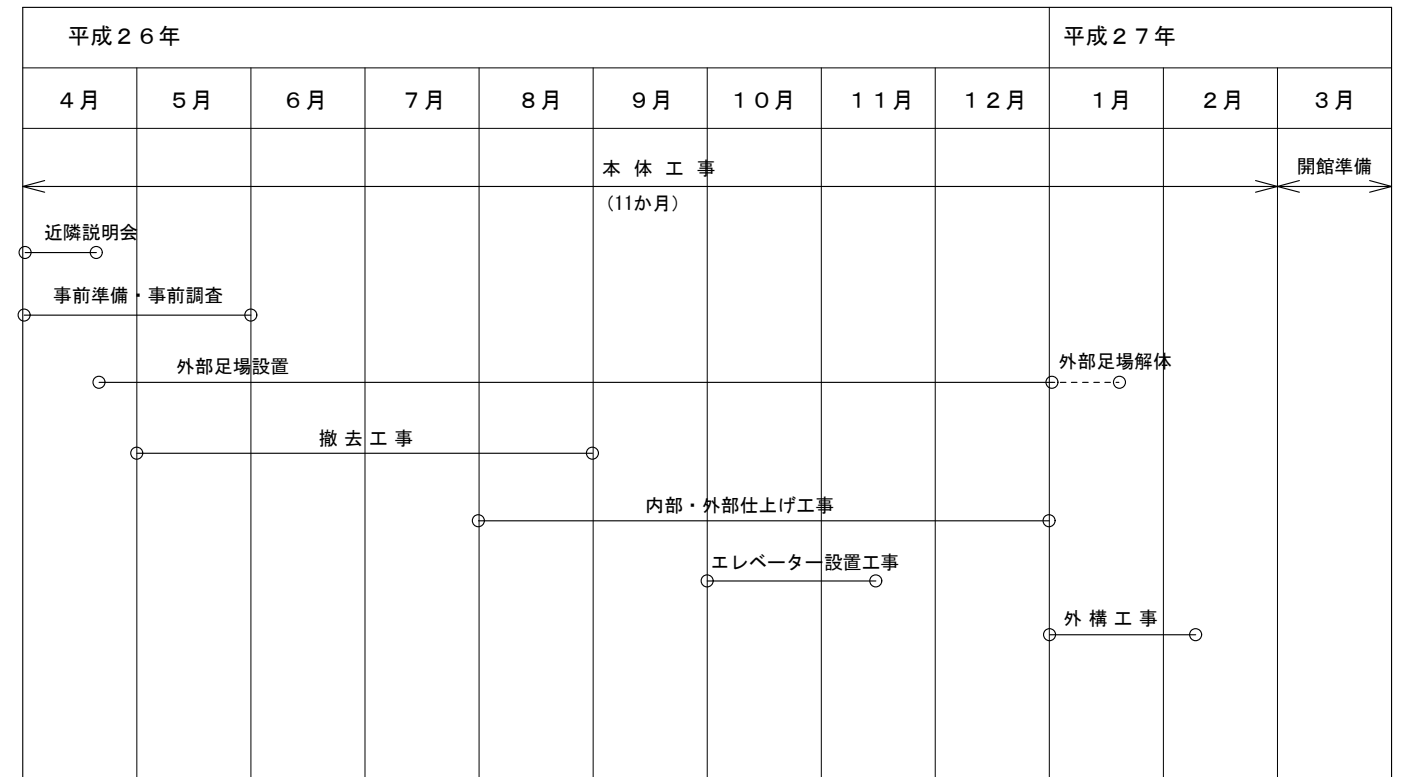 平成２６年 平成２７年
４月 ５月 ６月 ７月 ８月 ９月 １０月 １１月 １２月 １月 ２月 ３月
本体工事 開館準備
(11か月)
近隣説明会
事前準備・事前調査
外部足場設置 外部足場解体
撤去工事
内部・外部仕上げ工事
エレベーター設置工事
外構工事